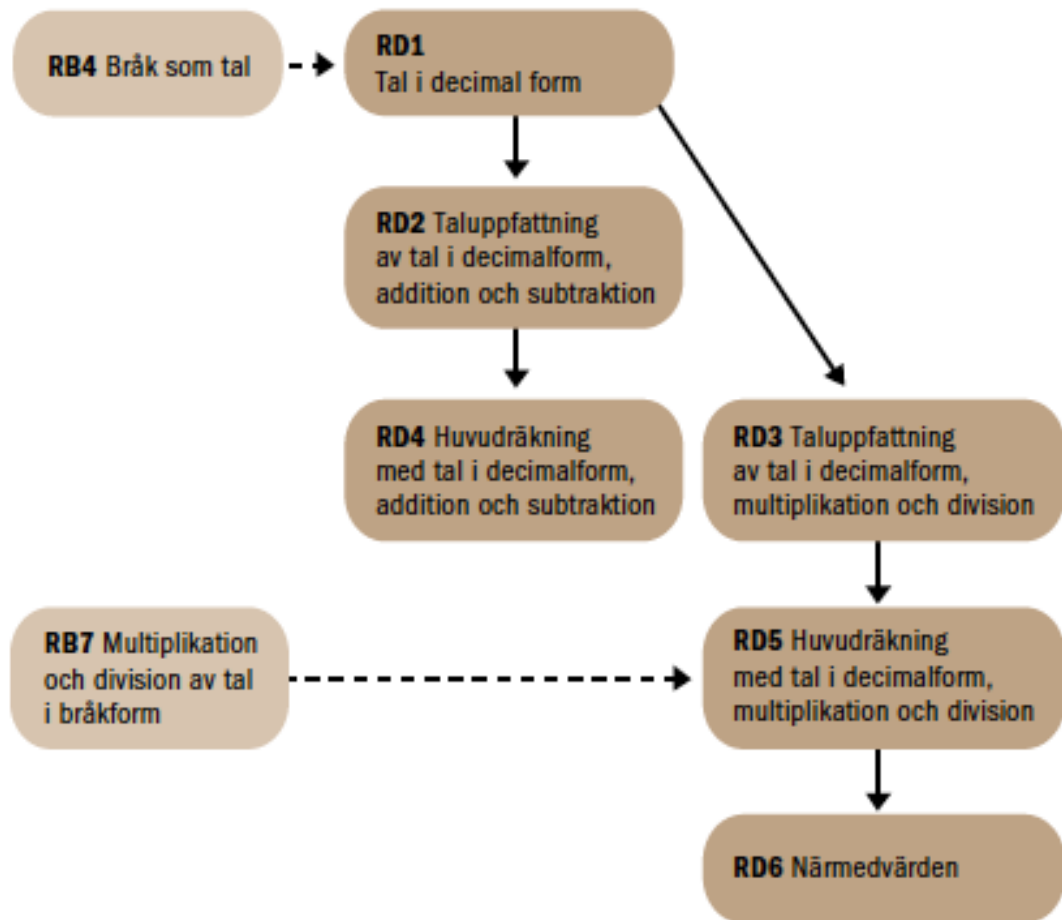 RB4 Bråk som tal
RD1
Tal i decimal form
RD2 Taluppfattning
av tal i decimalform,
addition och subtraktion
RD4 Huvudräkning
med tal i decimalform,
addition och subtraktion
RD3 Taluppfattning
av tal i decimalform,
multiplikation och division
RB7 Multiplikation
och division av tal
i bråkform
RD5 Huvudräkning
med tal i decimalform,
multiplikation och division
RD6 Närmedvärden